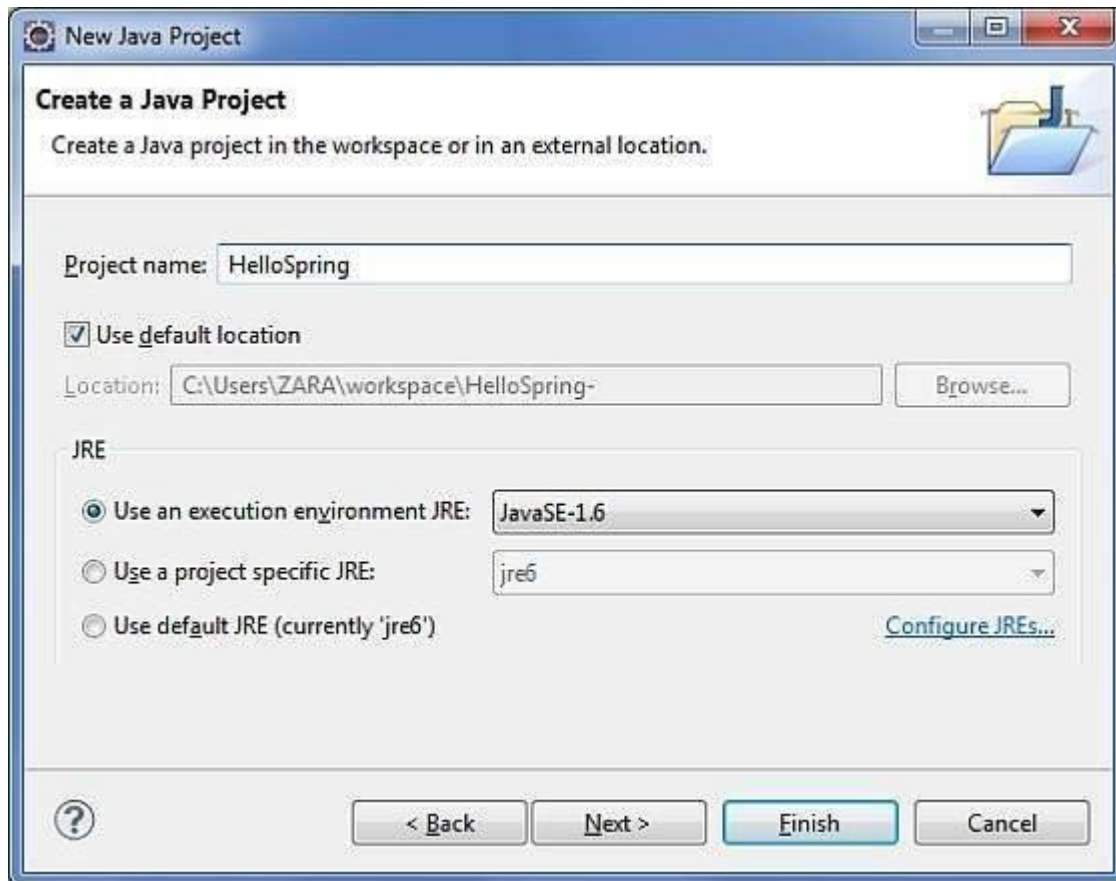 New Java Project
Create a Java Project
Create a Java project in the workspace or in an external location.
Project name: HelloSpring
Use default location
Location: C:\Users\ZARA\workspace\HelloSpring- Browse...
JRE
Use an execution environment JRE: JavaSE-1.6
Use a project specific JRE: jre6
Use default JRE (currently 'jre6') Configure JREs...
? < Back Next > Finish Cancel